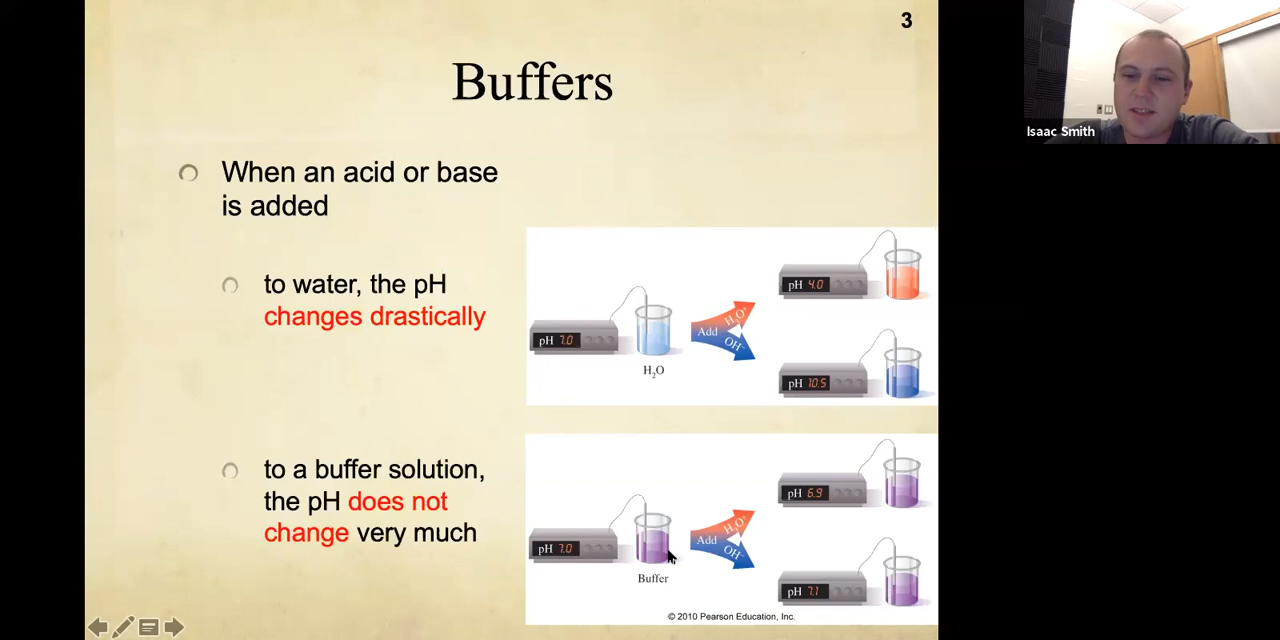 3
Buffers
Isaac Smith
When an acid or base
is added
to water, the pH
changes drastically
pH 7.0
H₂O
Add
H₃O⁺
OH⁻
pH 4.0
pH 10.5
to a buffer solution,
the pH does not
change very much
pH 7.0
Buffer
Add
H₃O⁺
OH⁻
pH 6.9
pH 7.1
© 2010 Pearson Education, Inc.